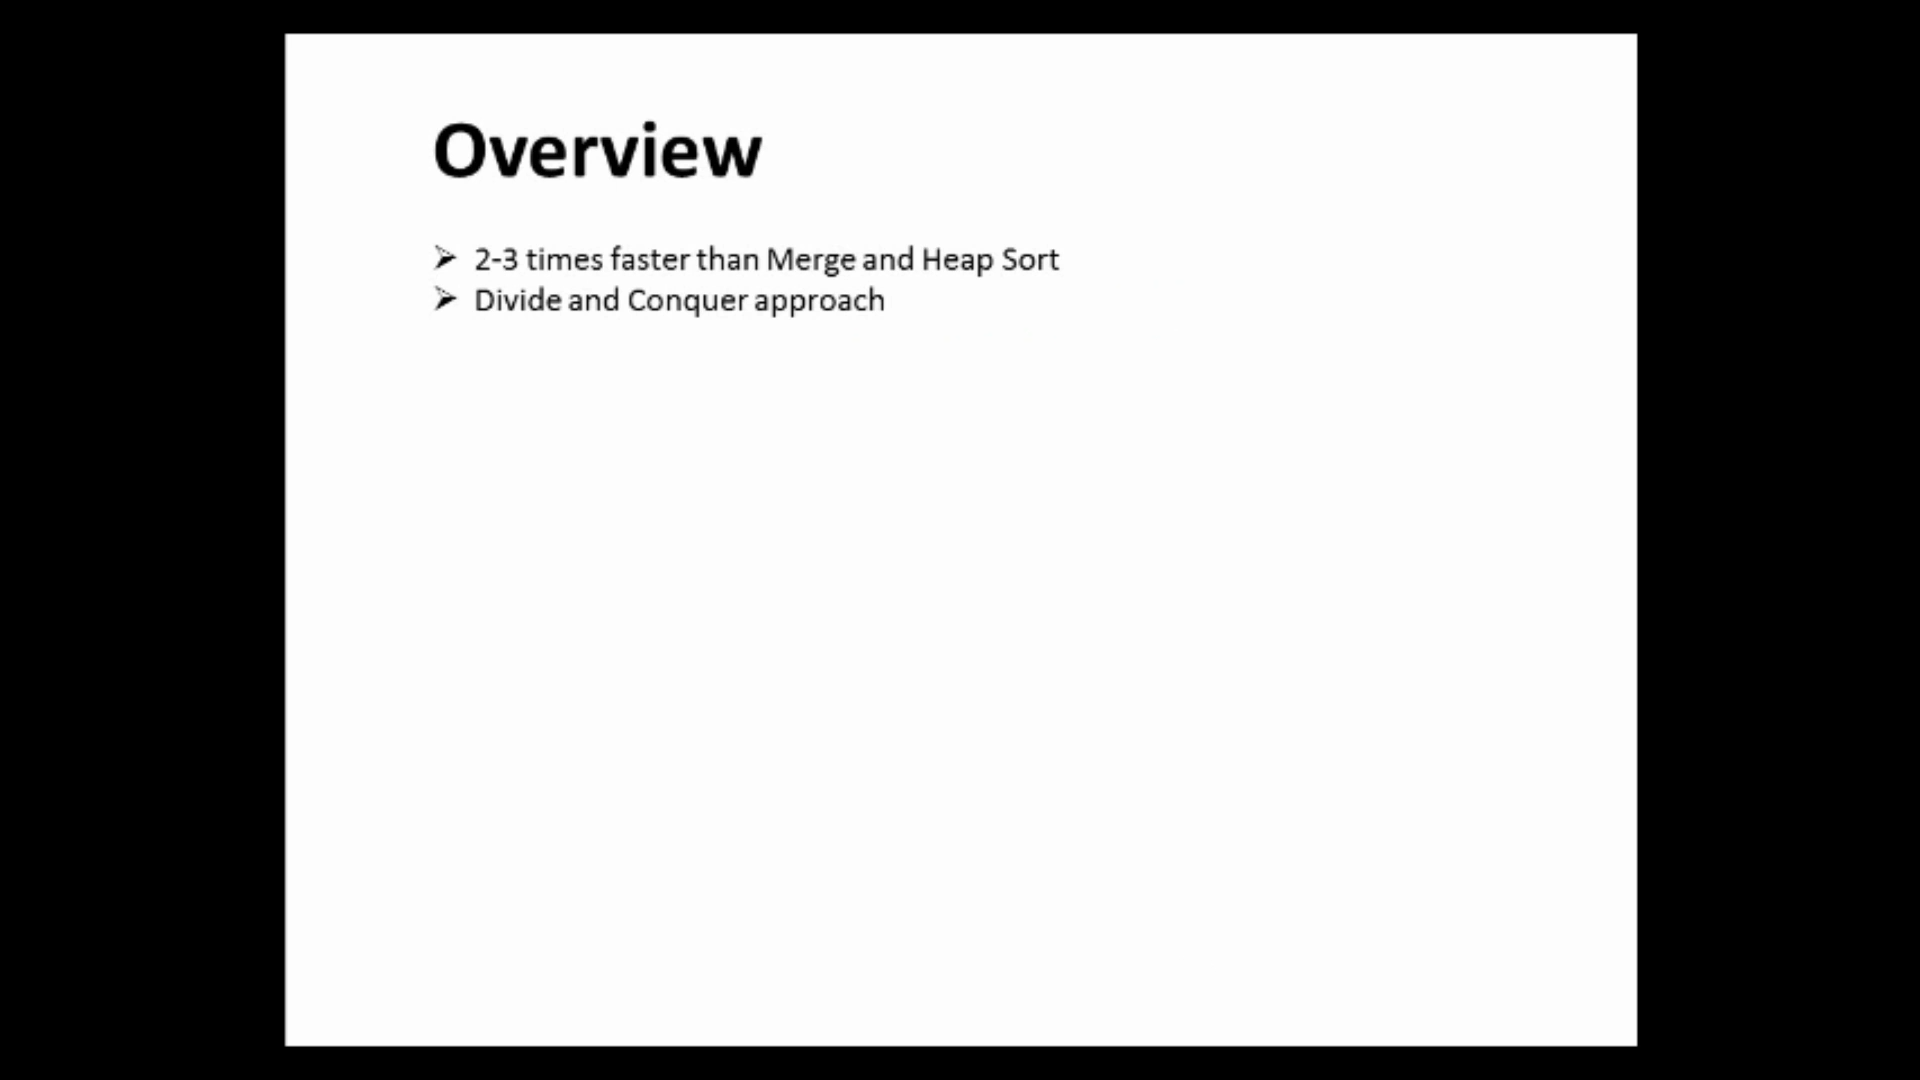 Overview
➢ 2-3 times faster than Merge and Heap Sort
➢ Divide and Conquer approach